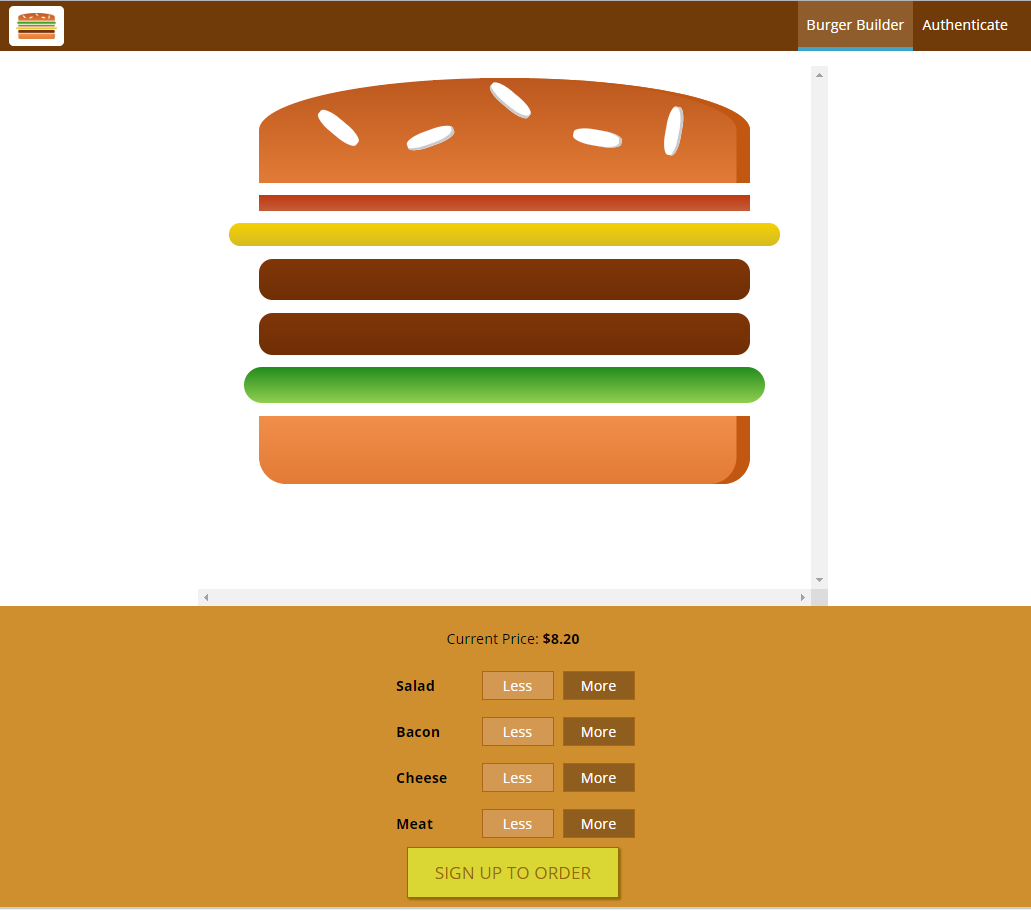 Burger Builder Authenticate
Current Price: $8.20
Salad Less More
Bacon Less More
Cheese Less More
Meat Less More
SIGN UP TO ORDER